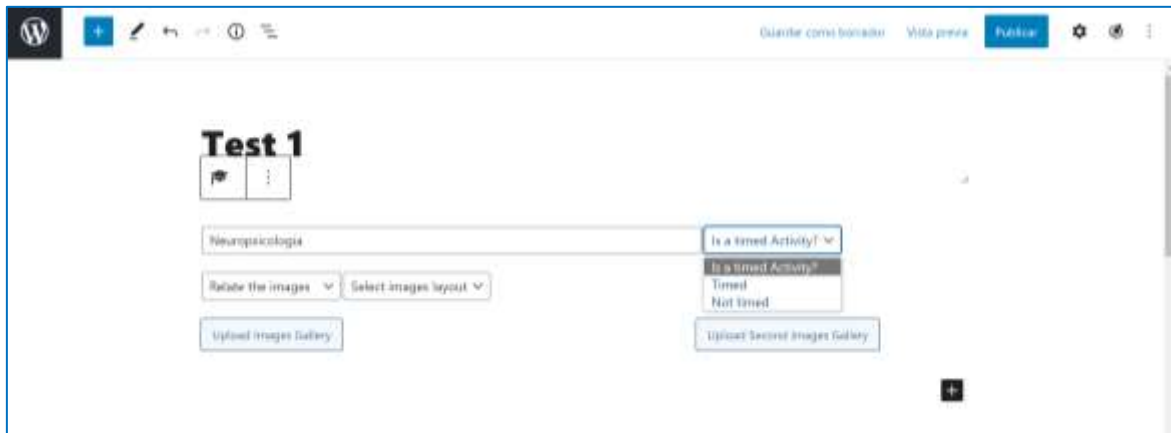 Guardar como borrador Vista previa Publicar
Test 1
Neuropsicologia Is a timed Activity?
Is a timed Activity?
Timed
Not timed
Relate the images Select images layout
Upload Images Gallery Upload Second Images Gallery